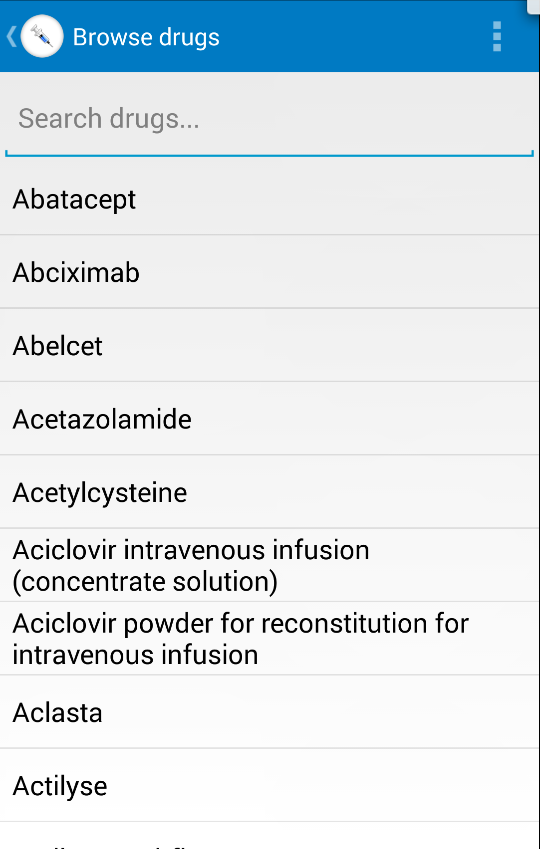 Browse drugs
Search drugs...
Abatacept
Abciximab
Abelcet
Acetazolamide
Acetylcysteine
Aciclovir intravenous infusion
(concentrate solution)
Aciclovir powder for reconstitution for
intravenous infusion
Aclasta
Actilyse